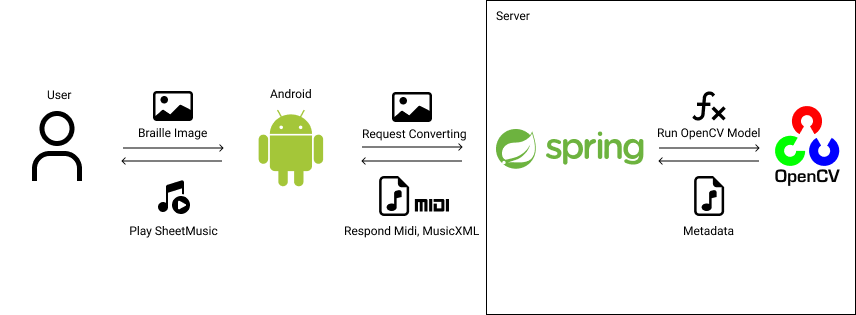 Server
User
Android
Braille Image
Request Converting
spring
Run OpenCV Model
OpenCV
MIDI
Play SheetMusic
Respond Midi, MusicXML
Metadata